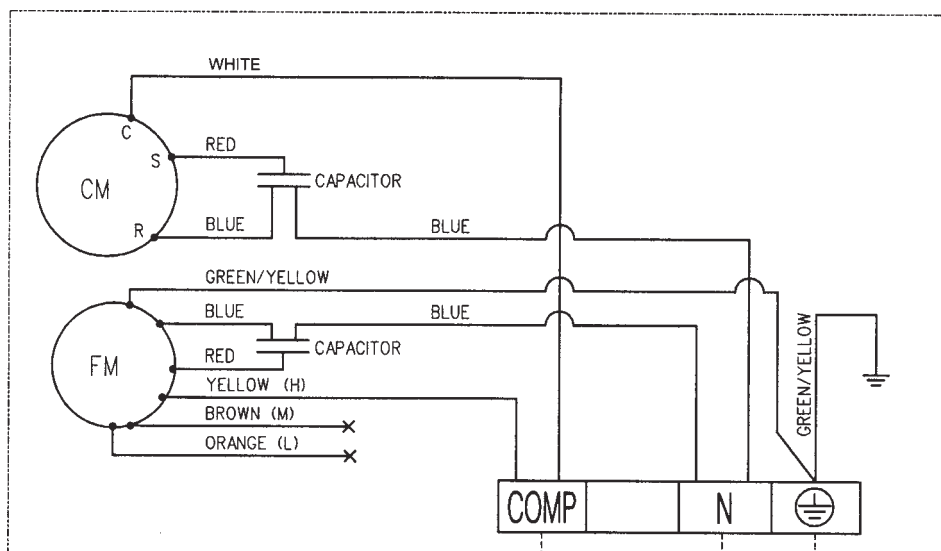 WHITE
C
RED
S
CM
CAPACITOR
R
BLUE
BLUE
GREEN/YELLOW
BLUE
BLUE
FM
CAPACITOR
RED
YELLOW (H)
BROWN (M)
ORANGE (L)
GREEN/YELLOW
COMP
N